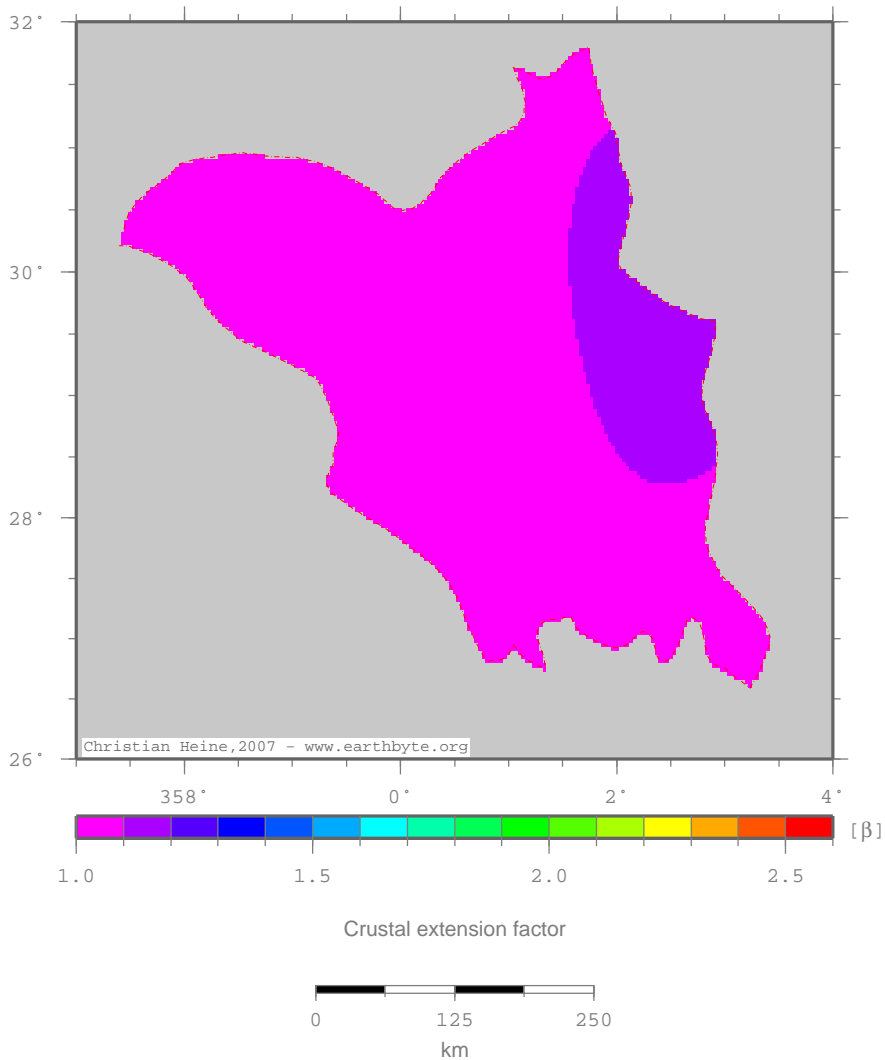 32°
30°
28°
26°
Christian Heine,2007 - www.earthbyte.org
358° 0° 2° 4°
[β]
1.0 1.5 2.0 2.5
Crustal extension factor
0 125 250
km